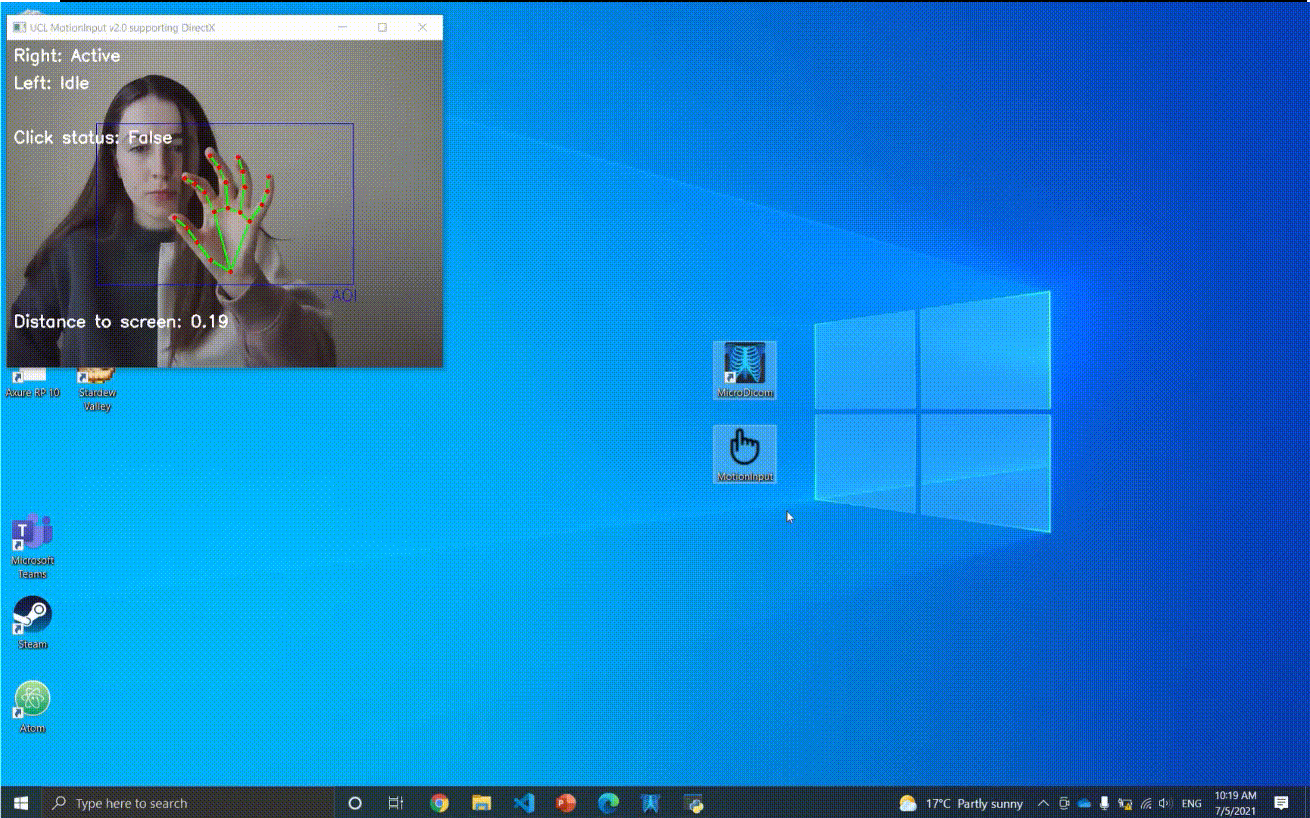 UCL MotionInput v2.0 supporting DirectX
Right: Active
Left: Idle
Click status: False
AOI
Distance to screen: 0.19
Axure RP 10
Stardew
Valley
MicroDicom
MotionInput
T
Microsoft
Teams
Steam
Atom
Type here to search
17°C Partly sunny
ENG
10:19 AM
7/5/2021